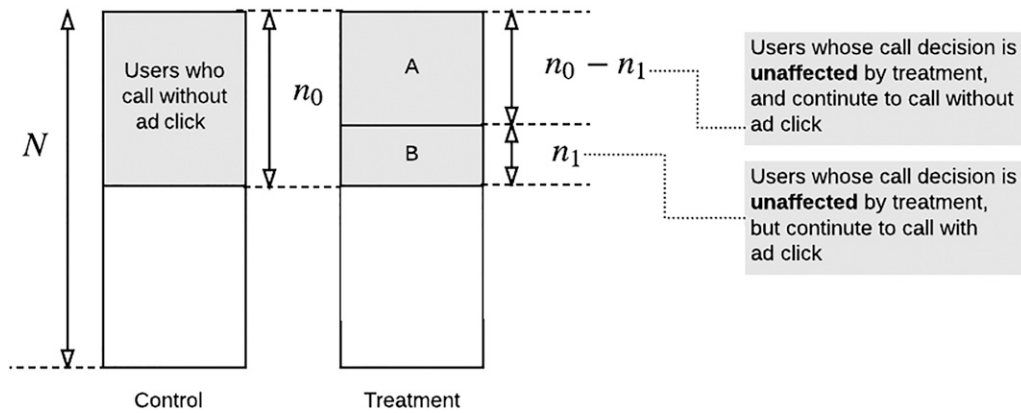 N
Users who
call without
ad click
n₀
A
B
n₀ − n₁
n₁
Users whose call decision is
unaffected by treatment,
and continute to call without
ad click
Users whose call decision is
unaffected by treatment,
but continute to call with
ad click
Control
Treatment